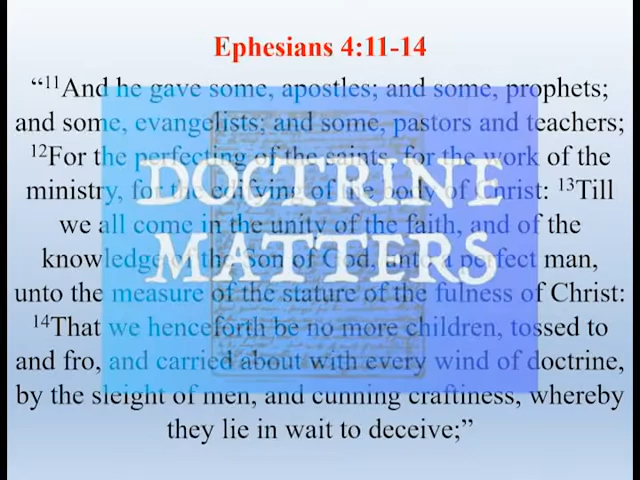 Ephesians 4:11-14
“11And he gave some, apostles; and some, prophets;
and some, evangelists; and some, pastors and teachers;
12For the perfecting of the saints, for the work of the
ministry, for the edifying of the body of Christ: 13Till
we all come in the unity of the faith, and of the
knowledge of the Son of God, unto a perfect man,
unto the measure of the stature of the fulness of Christ:
14That we henceforth be no more children, tossed to
and fro, and carried about with every wind of doctrine,
by the sleight of men, and cunning craftiness, whereby
they lie in wait to deceive;”
DOCTRINE
MATTERS